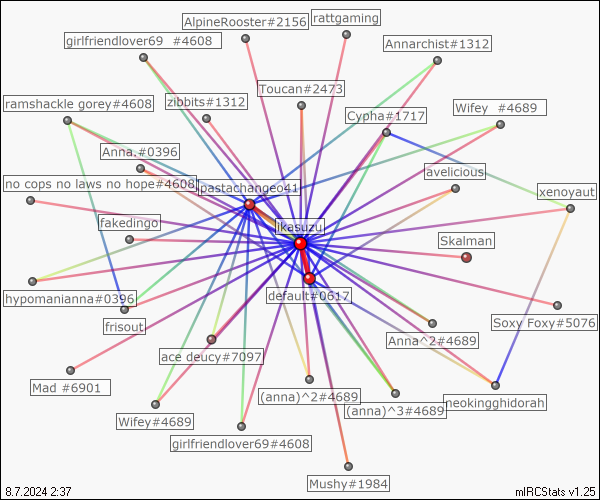 AlpineRooster#2156
rattgaming
girlfriendlover69 #4608
Annarchist#1312
Toucan#2473
ramshackle gorey#4608
zibbits#1312
Cypha#1717
Wifey #4689
Anna.#0396
avelicious
no cops no laws no hope#4608
pastachangeo41
xenoyaut
fakedingo
ikasuzu
Skalman
hypomanianna#0396
default#0617
frisout
Soxy Foxy#5076
Anna^2#4689
ace deucy#7097
Mad #6901
(anna)^2#4689
neokingghidorah
(anna)^3#4689
Wifey#4689
girlfriendlover69#4608
Mushy#1984
8.7.2024 2:37
mIRCStats v1.25